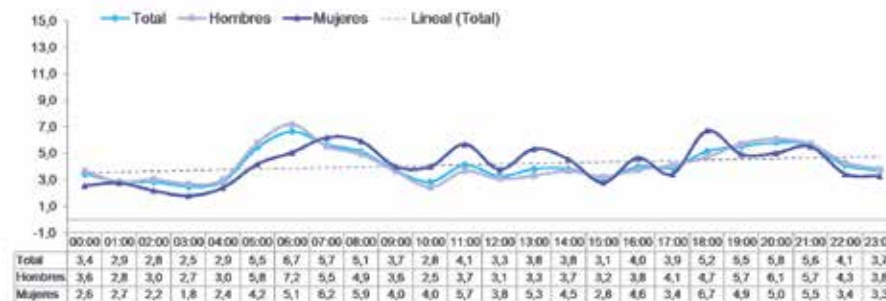 Total Hombres Mujeres Lineal (Total)
15,0
13,0
11,0
9,0
7,0
5,0
3,0
1,0
-1,0
00:00 01:00 02:00 03:00 04:00 05:00 06:00 07:00 08:00 09:00 10:00 11:00 12:00 13:00 14:00 15:00 16:00 17:00 18:00 19:00 20:00 21:00 22:00
Total 3,4 2,9 2,8 2,5 2,9 5,5 6,7 5,7 5,1 3,7 2,8 4,1 3,3 3,8 3,8 3,1 4,0 3,9 5,2 5,5 5,8 5,6 4,1
Hombres 3,6 2,8 3,0 2,7 3,0 5,8 7,2 5,5 4,9 3,6 2,5 3,7 3,1 3,3 3,7 3,2 3,8 4,1 4,7 5,7 6,1 5,7 4,3 3,8
Mujeres 2,6 2,7 2,2 1,8 2,4 4,2 5,1 6,2 5,9 4,0 4,0 5,7 3,8 5,3 4,5 2,8 4,6 3,4 6,7 4,9 5,0 5,5 3,4